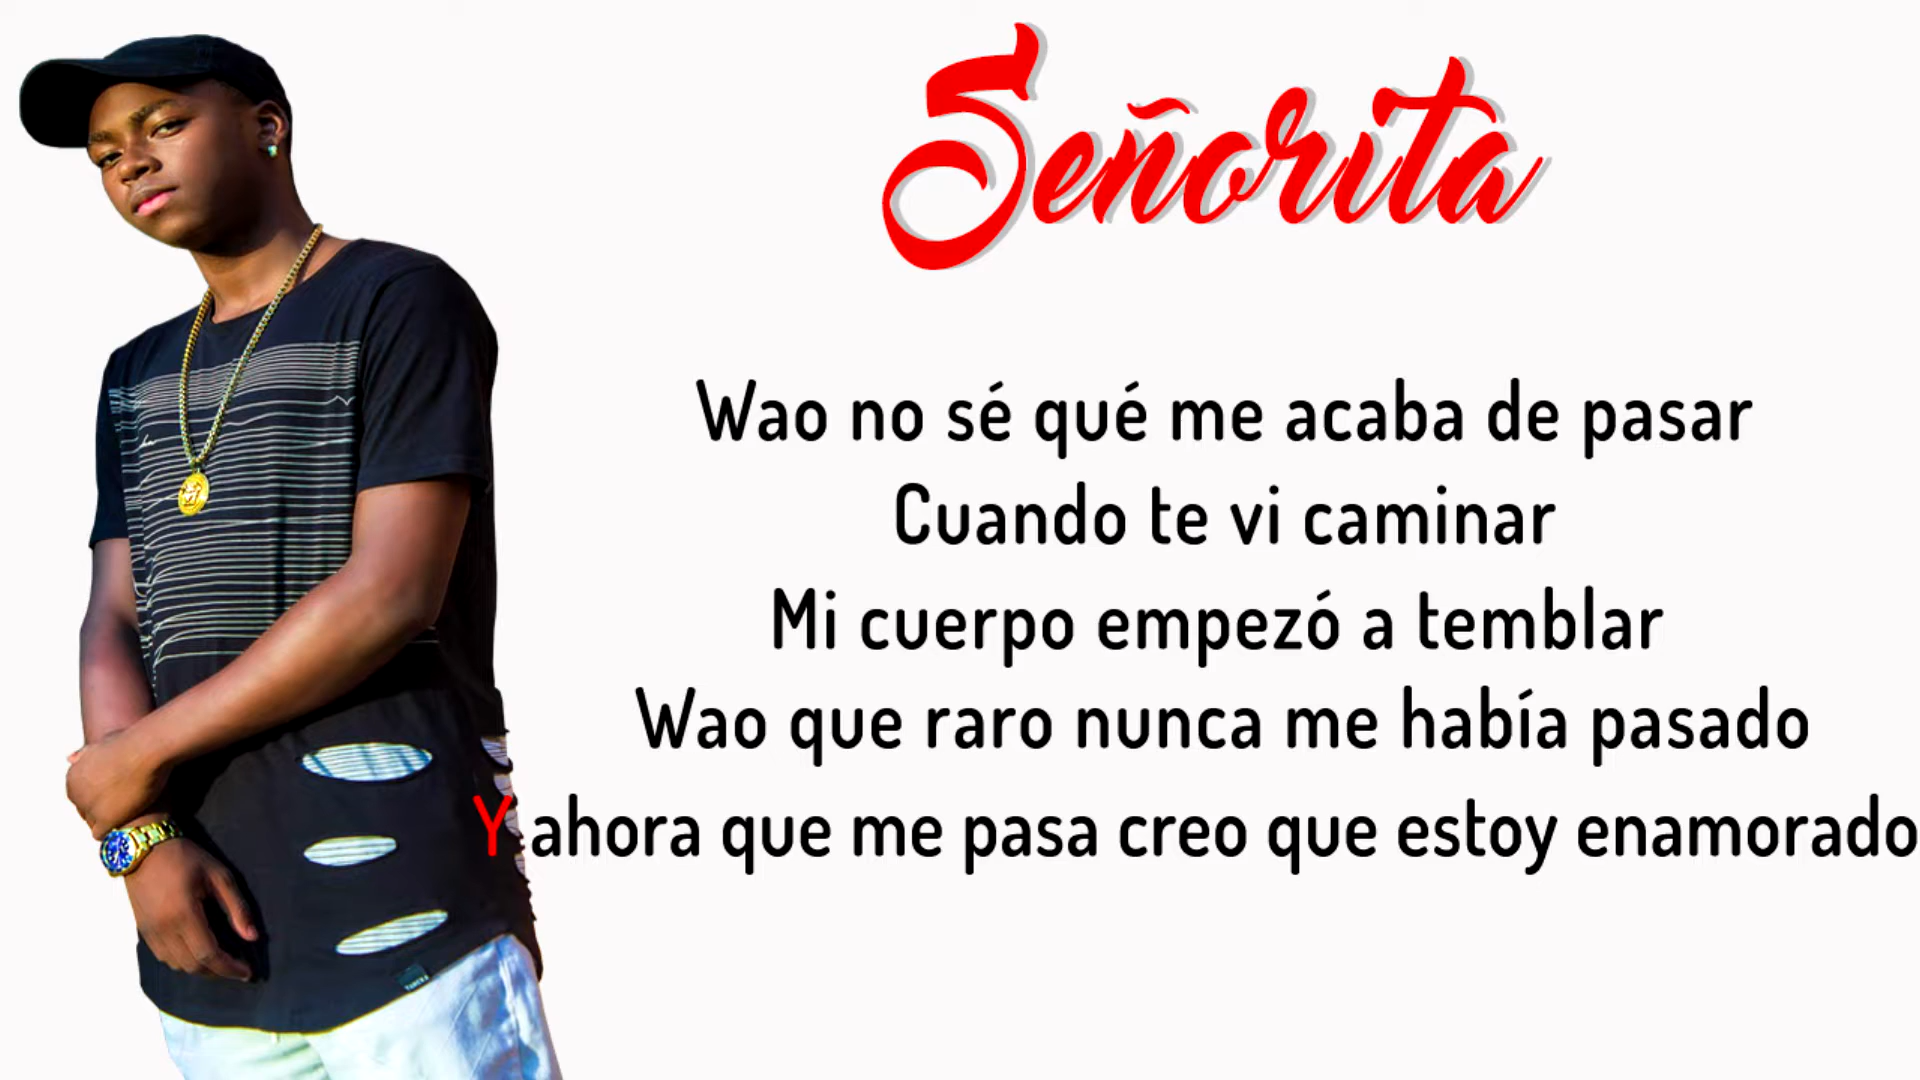 Señorita
Wao no sé qué me acaba de pasar
Cuando te vi caminar
Mi cuerpo empezó a temblar
Wao que raro nunca me había pasado
Y ahora que me pasa creo que estoy enamorado